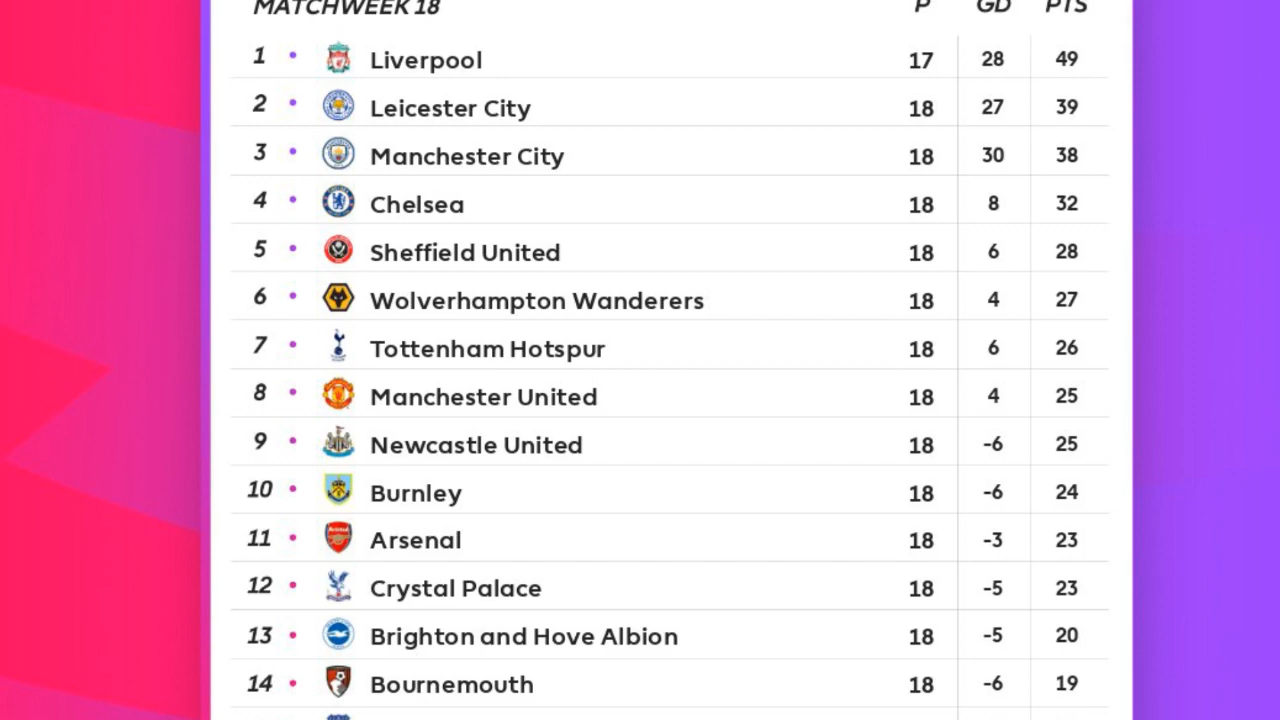 MATCHWEEK 18 P GD PTS
1 Liverpool 17 28 49
2 Leicester City 18 27 39
3 Manchester City 18 30 38
4 Chelsea 18 8 32
5 Sheffield United 18 6 28
6 Wolverhampton Wanderers 18 4 27
7 Tottenham Hotspur 18 6 26
8 Manchester United 18 4 25
9 Newcastle United 18 -6 25
10 Burnley 18 -6 24
11 Arsenal 18 -3 23
12 Crystal Palace 18 -5 23
13 Brighton and Hove Albion 18 -5 20
14 Bournemouth 18 -6 19